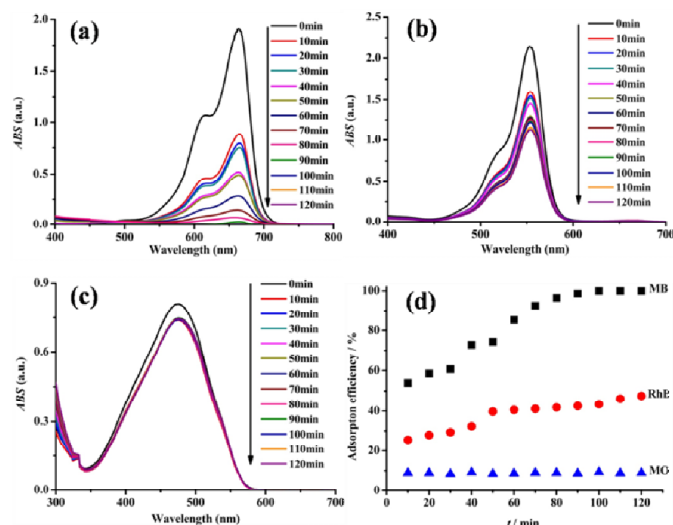 (a)
ABS (a.u.)
2.0
1.5
1.0
0.5
0.0
0min
10min
20min
30min
40min
50min
60min
70min
80min
90min
100min
110min
120min
400 500 600 700 800
Wavelength (nm)
(b)
ABS (a.u.)
2.5
2.0
1.5
1.0
0.5
0.0
0min
10min
20min
30min
40min
50min
60min
70min
80min
90min
100min
110min
120min
400 500 600 700
Wavelength (nm)
(c)
ABS (a.u.)
0.9
0.6
0.3
0.0
0min
10min
20min
30min
40min
50min
60min
70min
80min
90min
100min
110min
120min
300 400 500 600 700
Wavelength (nm)
(d)
Adsorpton efficiency / %
100
80
60
40
20
0
MB
RhB
0 20 40 60 80 100 120
t / min